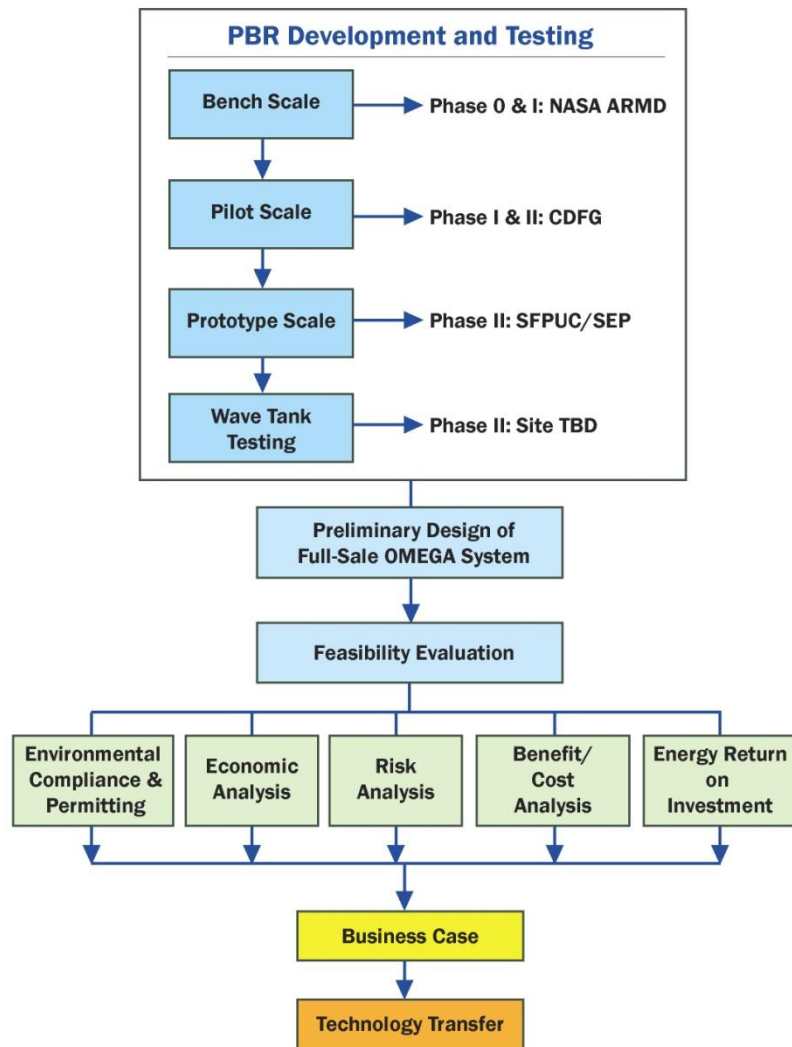 PBR Development and Testing
Bench Scale
Phase 0 & I: NASA ARMD
Pilot Scale
Phase I & II: CDFG
Prototype Scale
Phase II: SFPUC/SEP
Wave Tank
Testing
Phase II: Site TBD
Preliminary Design of
Full-Sale OMEGA System
Feasibility Evaluation
Environmental
Compliance &
Permitting
Economic
Analysis
Risk
Analysis
Benefit/
Cost
Analysis
Energy Return
on
Investment
Business Case
Technology Transfer